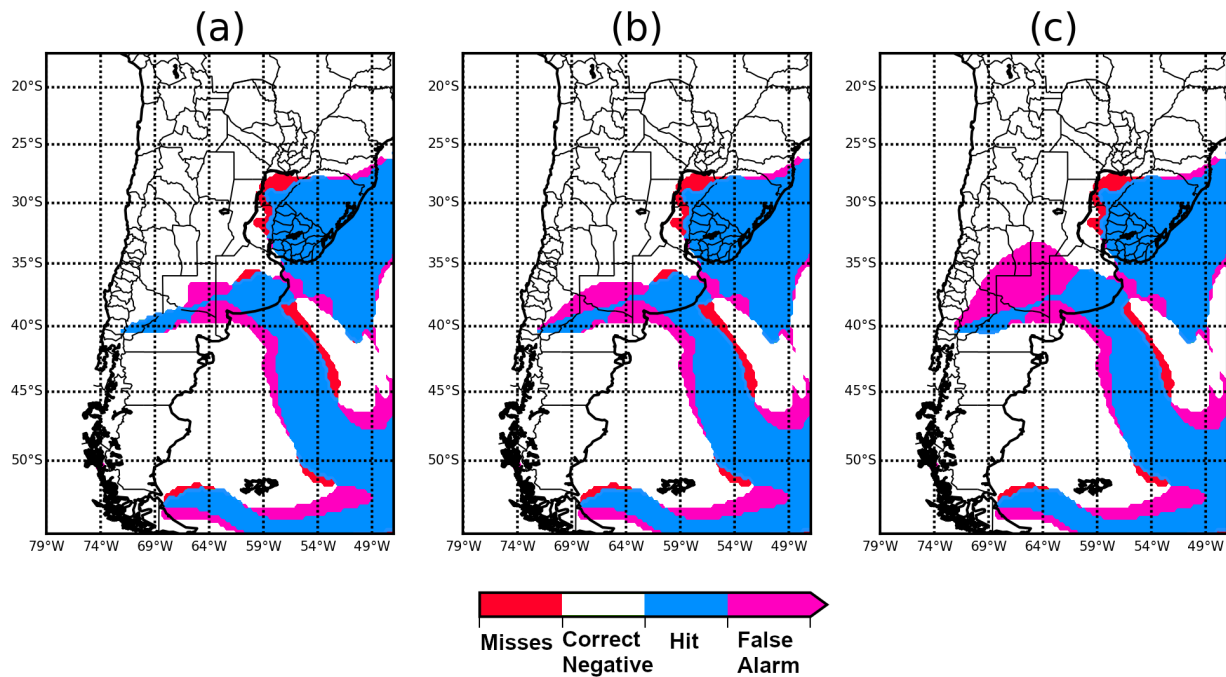 (a) (b) (c)
20°S 20°S 20°S
25°S 25°S 25°S
30°S 30°S 30°S
35°S 35°S 35°S
40°S 40°S 40°S
45°S 45°S 45°S
50°S 50°S 50°S
79°W 74°W 69°W 64°W 59°W 54°W 49°W 79°W 74°W 69°W 64°W 59°W 54°W 49°W 79°W 74°W 69°W 64°W 59°W 54°W 49°W
Misses Correct Hit False
Negative Alarm